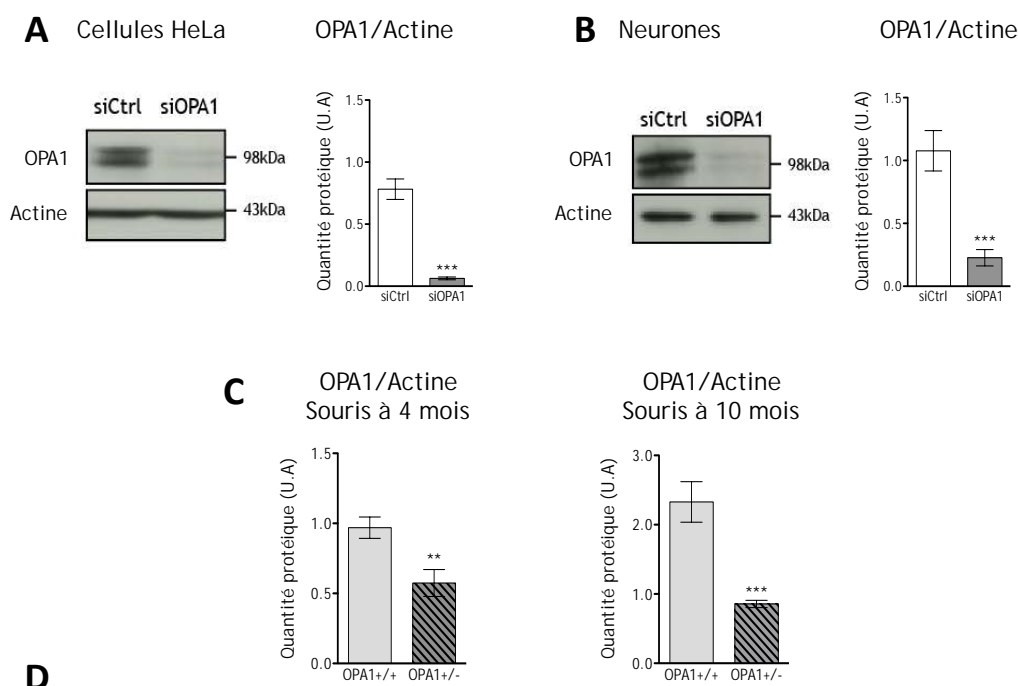 A Cellules HeLa OPA1/Actine
siCtrl siOPA1
OPA1
98kDa
Actine
43kDa
Quantité protéique (U.A)
1.5
1.0
0.5
0.0
***
siCtrl siOPA1
B Neurones OPA1/Actine
siCtrl siOPA1
OPA1
98kDa
Actine
43kDa
Quantité protéique (U.A)
1.5
1.0
0.5
0.0
***
siCtrl siOPA1
C
OPA1/Actine
Souris à 4 mois
Quantité protéique (U.A)
1.5
1.0
0.5
0.0
**
OPA1+/+ OPA1+/-
OPA1/Actine
Souris à 10 mois
Quantité protéique (U.A)
3.0
2.0
1.0
0.0
***
OPA1+/+ OPA1+/-
D